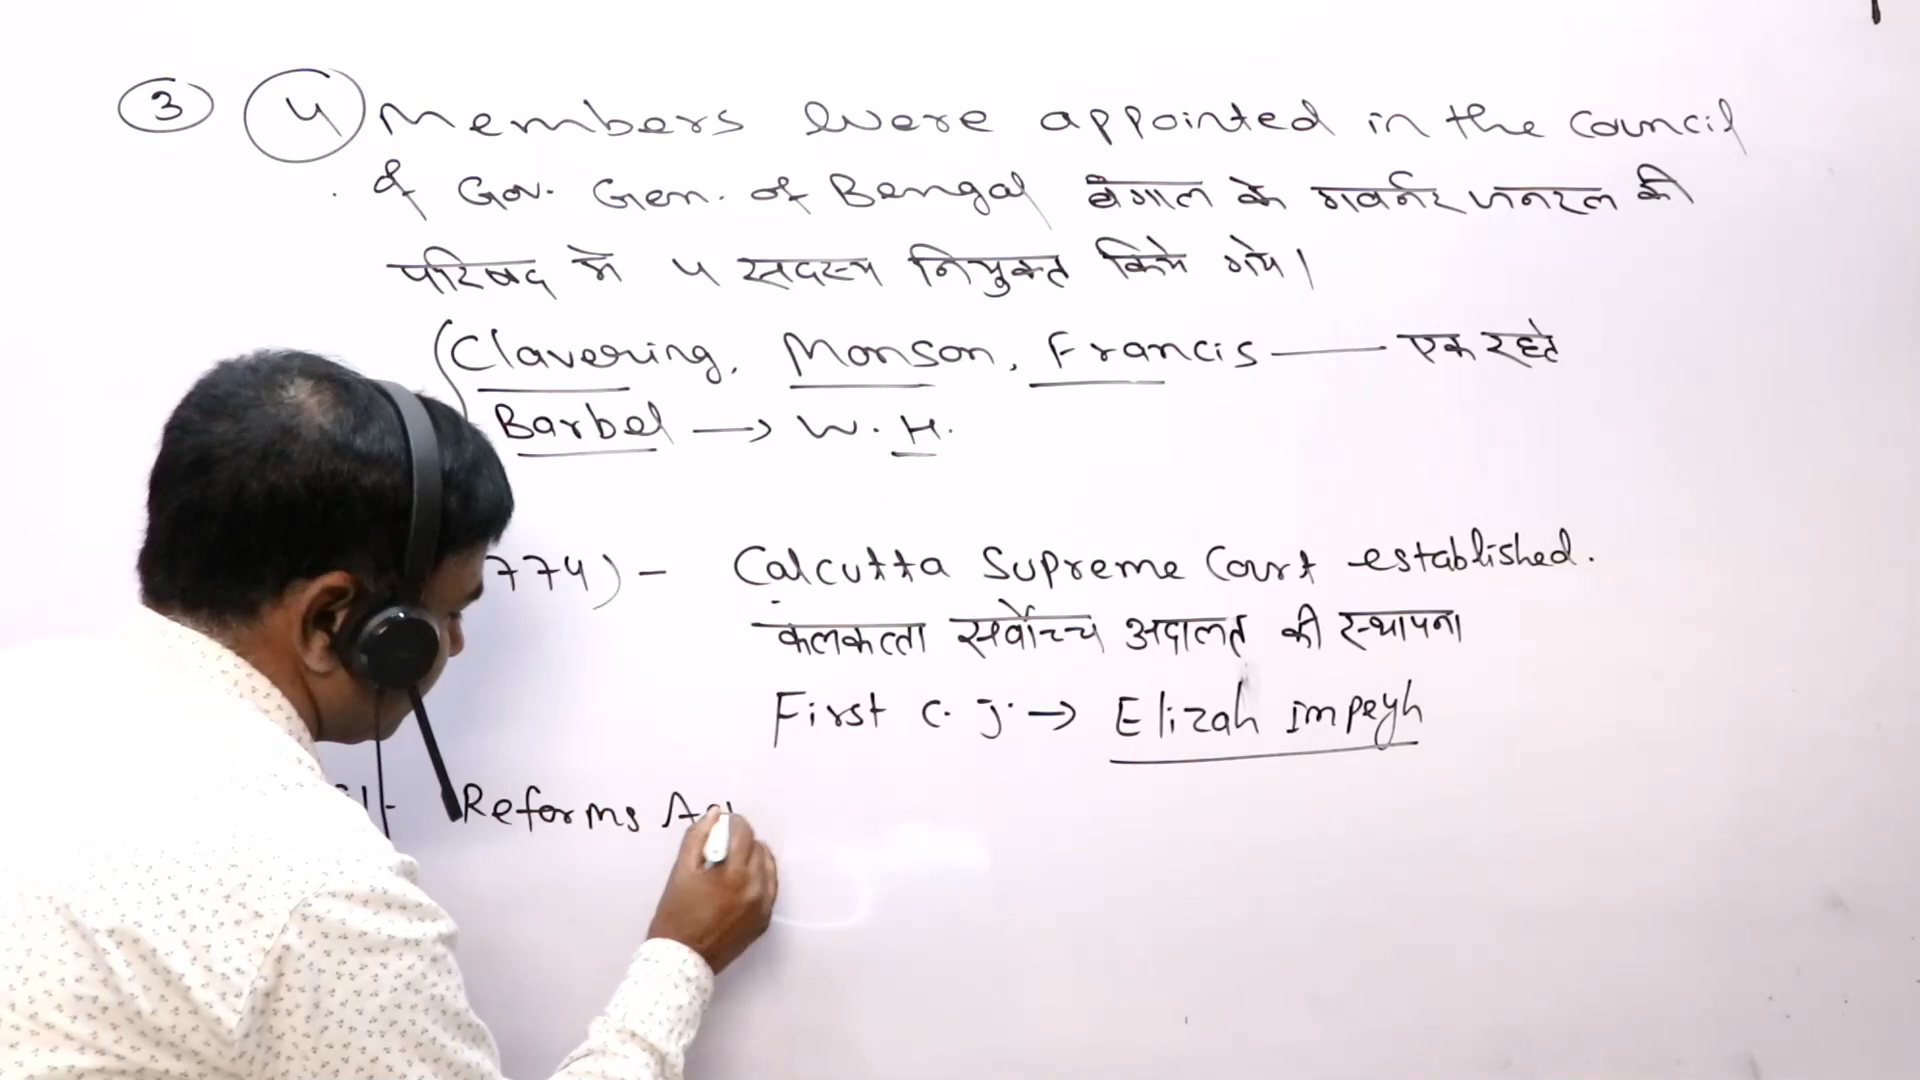 3 4 Members were appointed in the Council
of Gov. Gen. of Bengal बंगाल के गवर्नर जनरल की
परिषद में 4 सदस्य नियुक्त किये गये।
(Clavering, Monson, Francis — एक रहते
Barbel → W. H.
774) - Calcutta Supreme Court established.
कलकत्ता सर्वोच्च अदालत की स्थापना
First C. J. → Elizah impeyh
Reforms